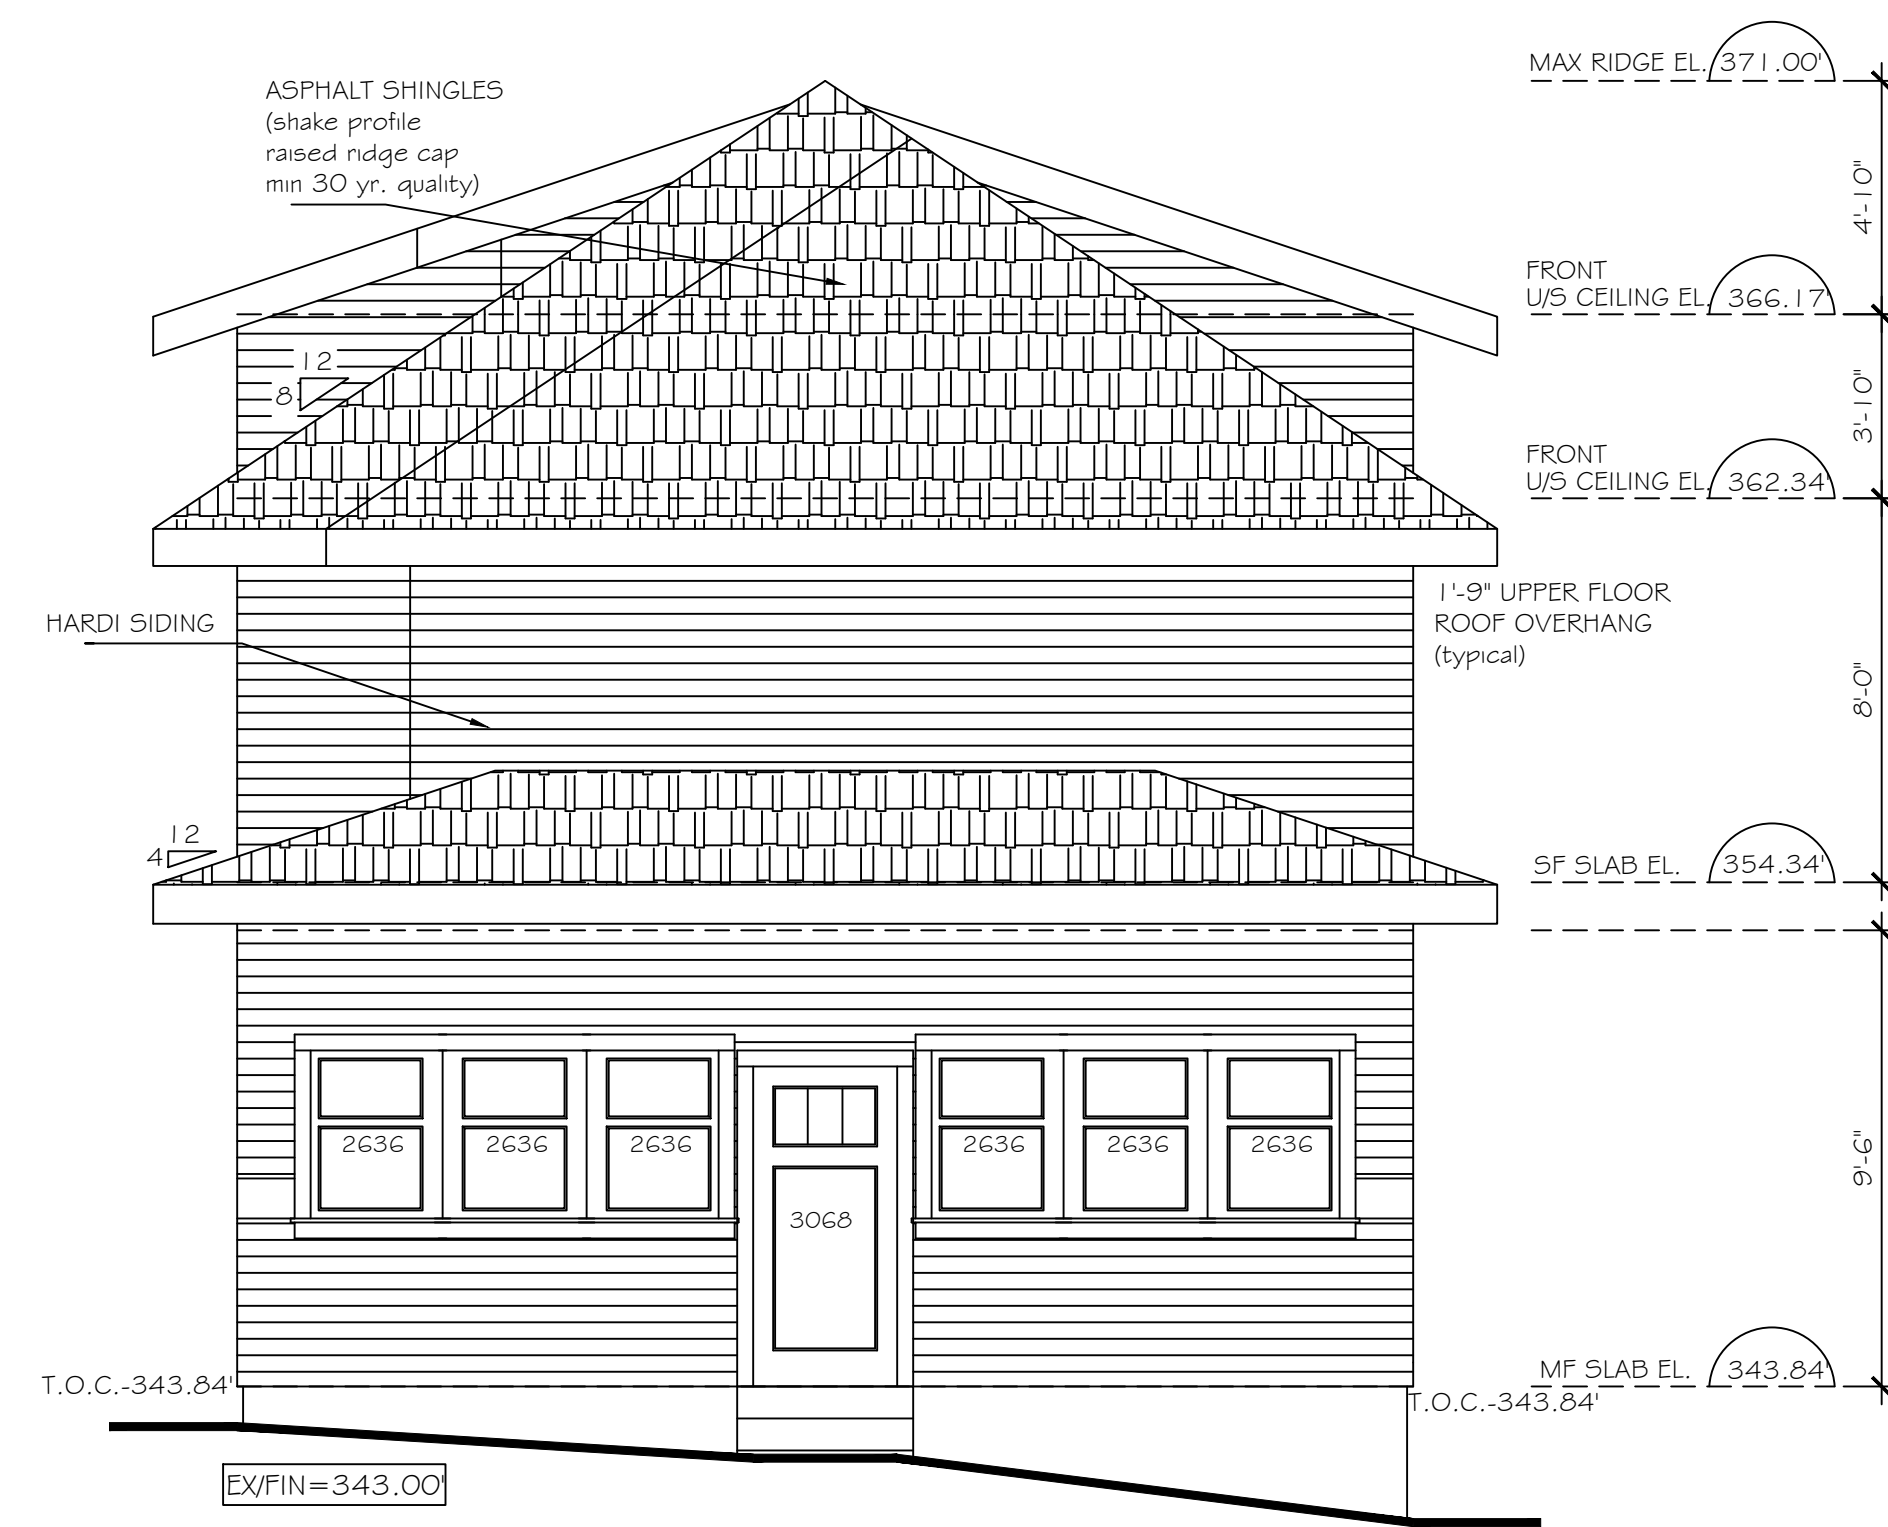 MAX RIDGE EL. 371.00'
ASPHALT SHINGLES
(shake profile
raised ridge cap
min 30 yr. quality)
4'-10"
FRONT
U/S CEILING EL. 366.17'
12
8
3'-10"
FRONT
U/S CEILING EL. 362.34'
1'-9" UPPER FLOOR
ROOF OVERHANG
(typical)
HARDI SIDING
8'-0"
12
4
SF SLAB EL. 354.34'
2636 2636 2636 2636 2636 2636
9'-6"
3068
MF SLAB EL. 343.84'
T.O.C.-343.84'
T.O.C.-343.84'
EX/FIN=343.00'